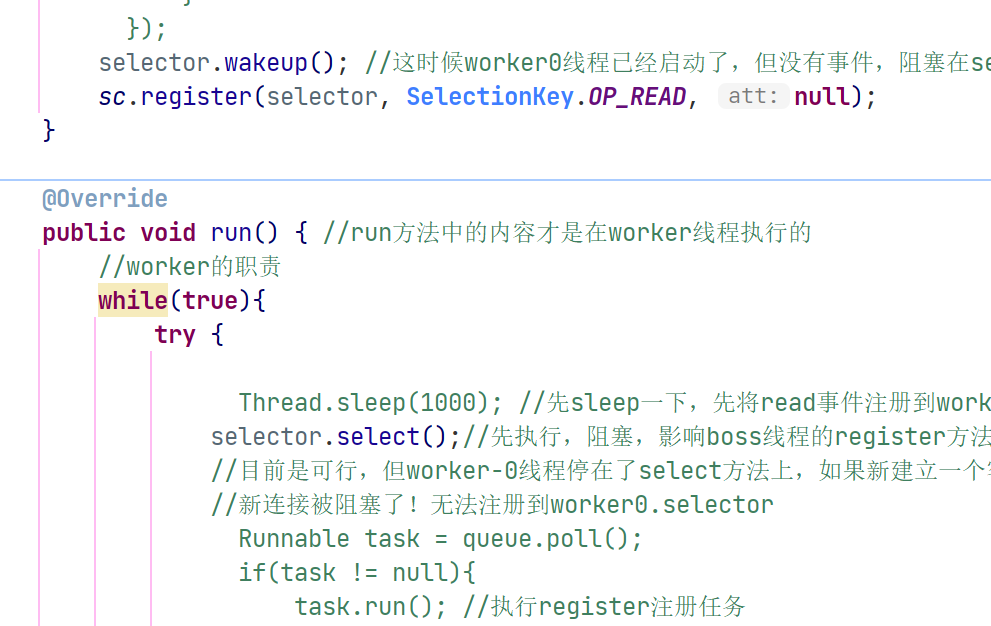 });
selector.wakeup(); //这时候worker0线程已经启动了，但没有事件，阻塞在se
sc.register(selector, SelectionKey.OP_READ, att: null);
}
@Override
public void run() { //run方法中的内容才是在worker线程执行的
//worker的职责
while(true){
try {
Thread.sleep(1000); //先sleep一下，先将read事件注册到work
selector.select();//先执行，阻塞，影响boss线程的register方法
//目前是可行，但worker-0线程停在了select方法上，如果新建立一个
//新连接被阻塞了！无法注册到worker0.selector
Runnable task = queue.poll();
if(task != null){
task.run(); //执行register注册任务